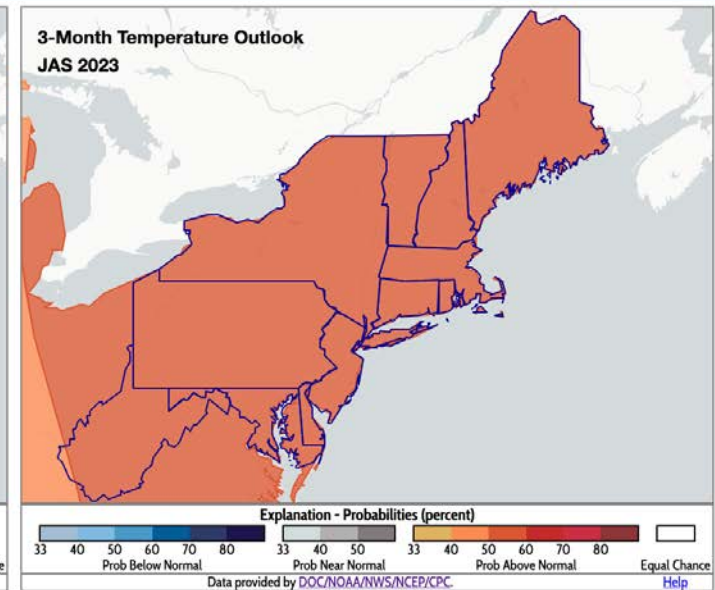 3-Month Temperature Outlook
JAS 2023
Explanation - Probabilities (percent)
33 40 50 60 70 80 33 40 50 60 33 40 50 60 70 80
Prob Below Normal Prob Near Normal Prob Above Normal Equal Chance
Data provided by DOC/NOAA/NWS/NCEP/CPC. Help
e